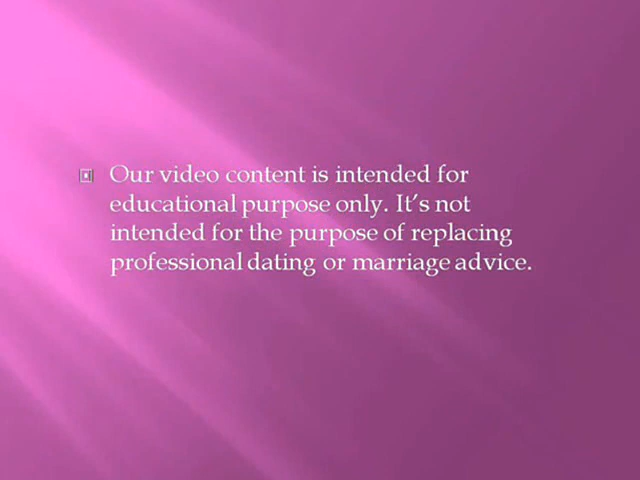 Our video content is intended for
educational purpose only. It’s not
intended for the purpose of replacing
professional dating or marriage advice.